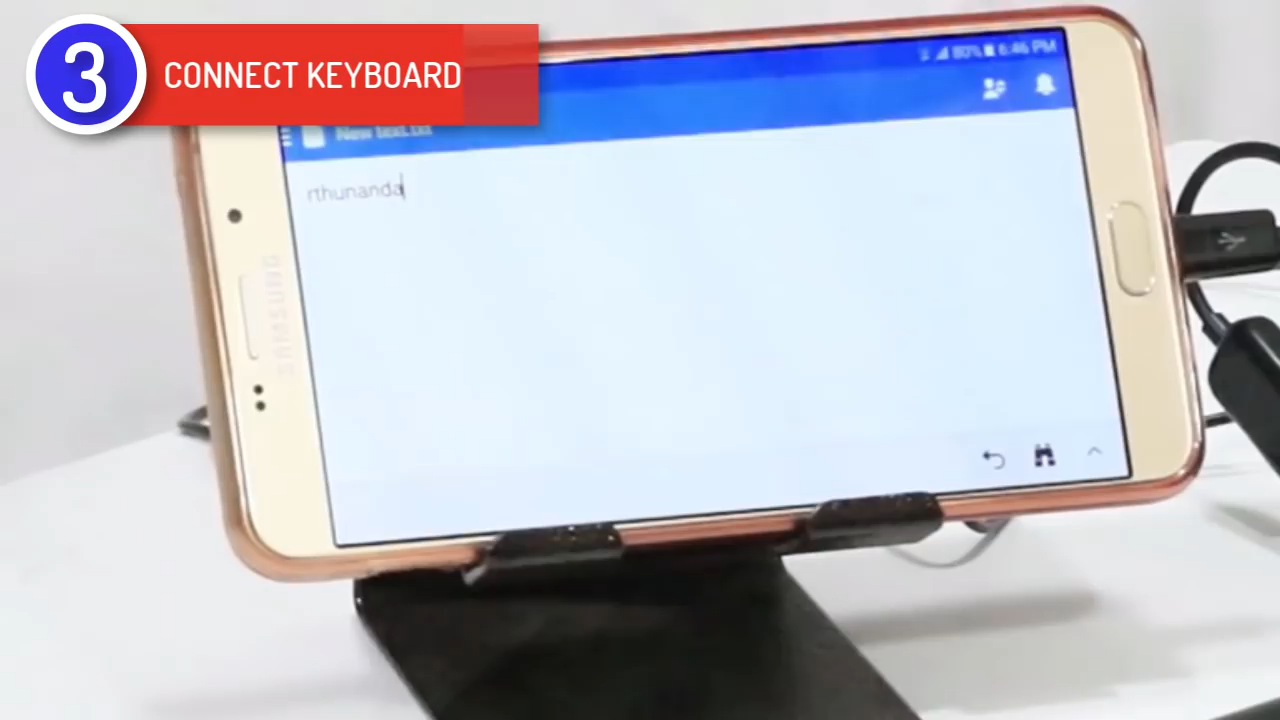 3
CONNECT KEYBOARD
80% 6:46 PM
New text.txt
rthunanda
SAMSUNG